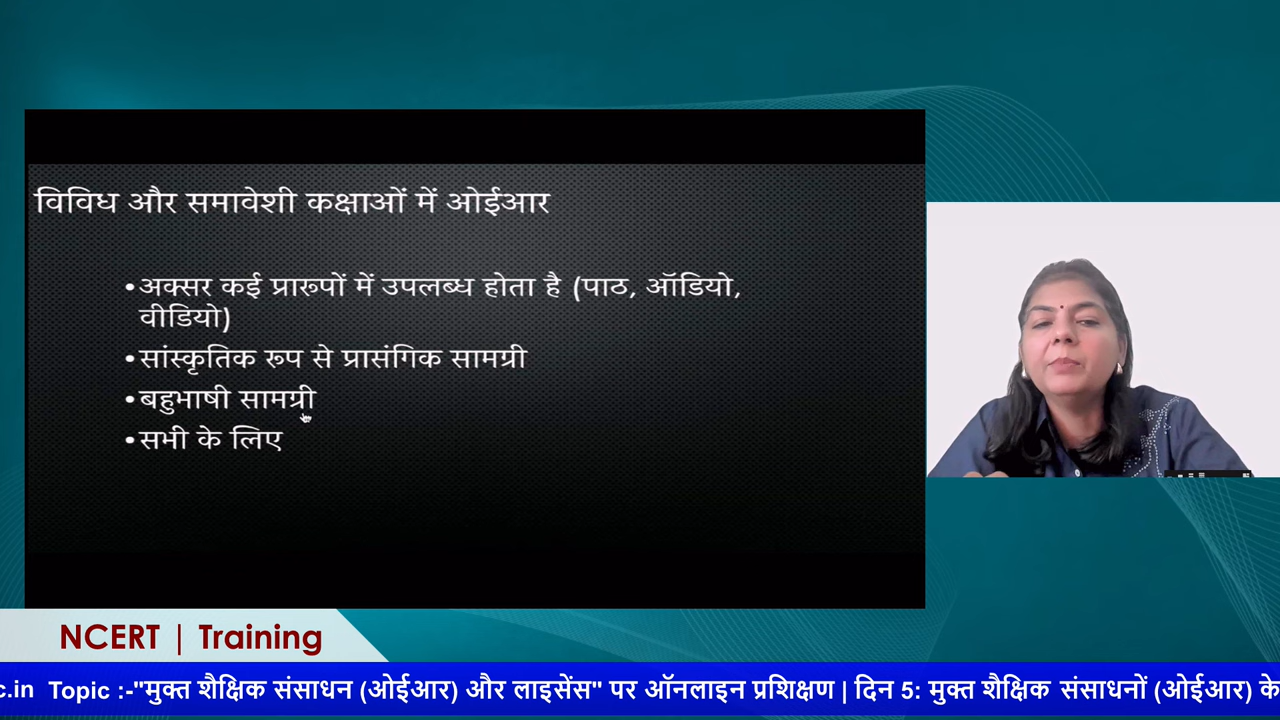 विविध और समावेशी कक्षाओं में ओईआर
•अक्सर कई प्रारूपों में उपलब्ध होता है (पाठ, ऑडियो,
वीडियो)
•सांस्कृतिक रूप से प्रासंगिक सामग्री
•बहुभाषी सामग्री
•सभी के लिए
NCERT | Training
c.in Topic :-"मुक्त शैक्षिक संसाधन (ओईआर) और लाइसेंस" पर ऑनलाइन प्रशिक्षण | दिन 5: मुक्त शैक्षिक संसाधनों (ओईआर) के